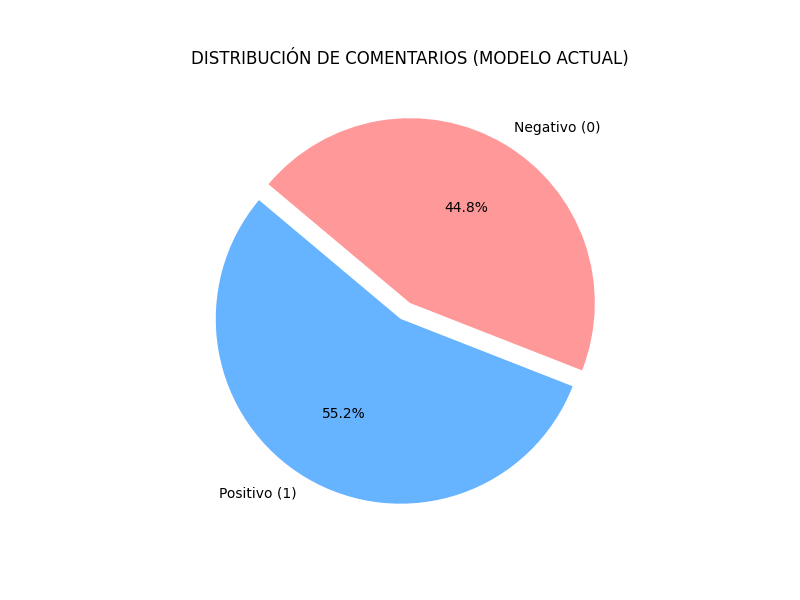 DISTRIBUCIÓN DE COMENTARIOS (MODELO ACTUAL)
Negativo (0)
44.8%
55.2%
Positivo (1)